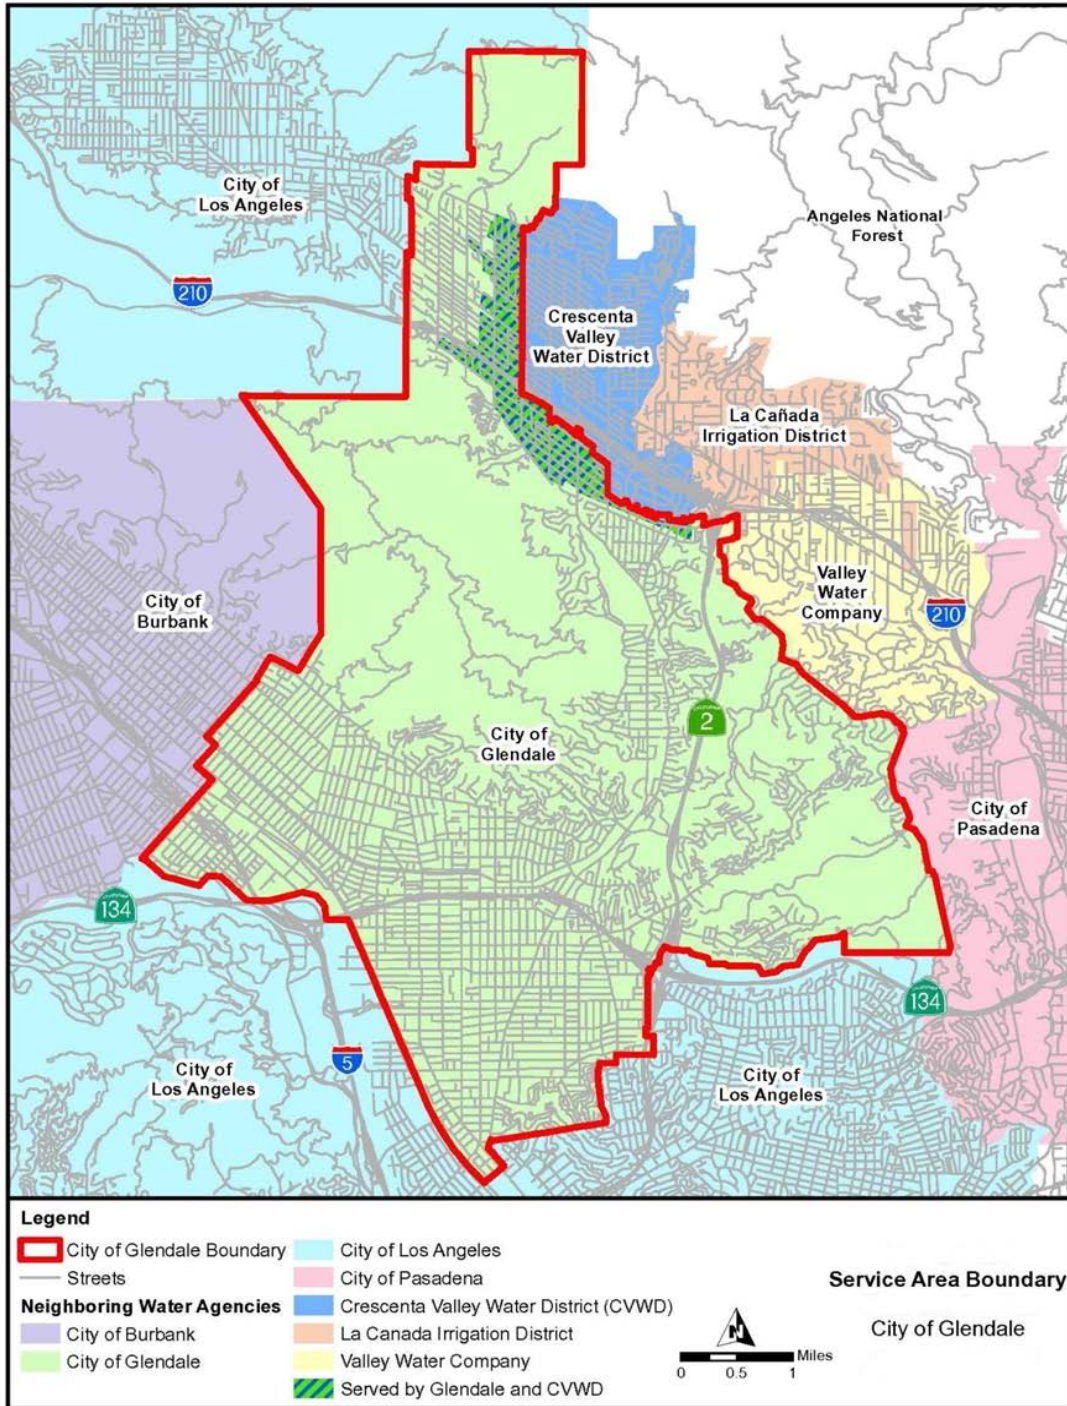 City of
Los Angeles
Angeles National
Forest
210
Crescenta
Valley
Water District
La Cañada
Irrigation District
City of
Burbank
Valley
Water
Company
210
City of
Glendale
2
City of
Pasadena
134
134
5
City of
Los Angeles
City of
Los Angeles
Legend
City of Glendale Boundary
Streets
Neighboring Water Agencies
City of Burbank
City of Glendale
City of Los Angeles
City of Pasadena
Crescenta Valley Water District (CVWD)
La Canada Irrigation District
Valley Water Company
Served by Glendale and CVWD
N
Miles
0 0.5 1
Service Area Boundary
City of Glendale